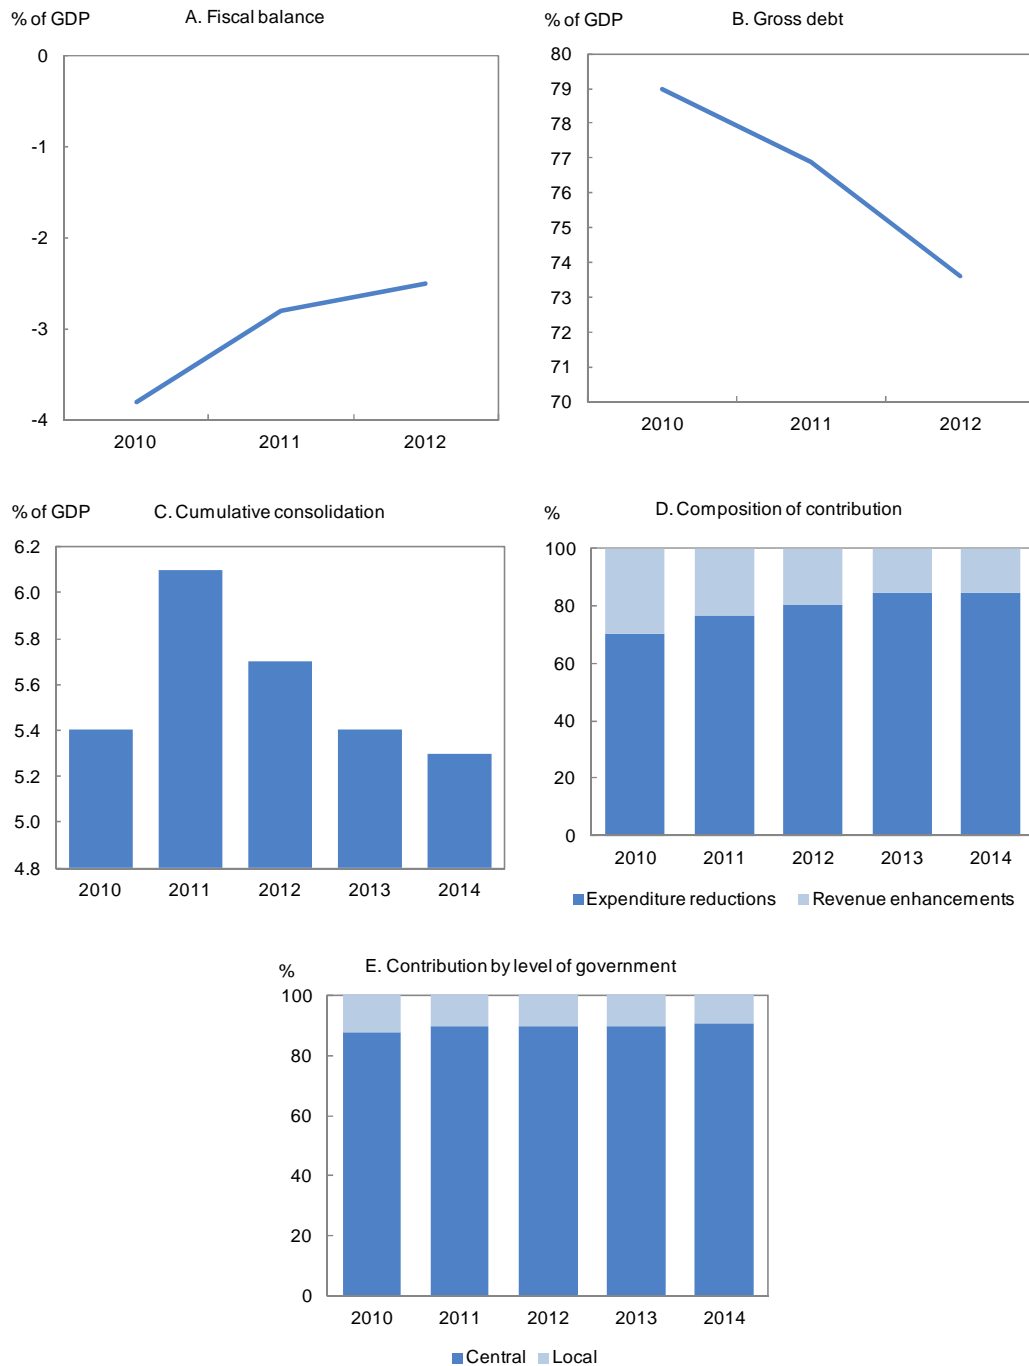 % of GDP
A. Fiscal balance
0
-1
-2
-3
-4
2010 2011 2012
% of GDP
B. Gross debt
80
79
78
77
76
75
74
73
72
71
70
2010 2011 2012
% of GDP
C. Cumulative consolidation
6.2
6.0
5.8
5.6
5.4
5.2
5.0
4.8
2010 2011 2012 2013 2014
%
D. Composition of contribution
100
80
60
40
20
0
2010 2011 2012 2013 2014
Expenditure reductions Revenue enhancements
%
E. Contribution by level of government
100
80
60
40
20
0
2010 2011 2012 2013 2014
Central Local